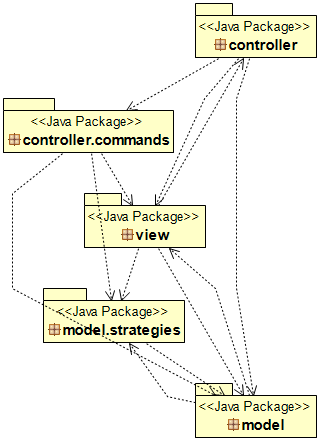 <<Java Package>>
controller
<<Java Package>>
controller.commands
<<Java Package>>
view
<<Java Package>>
model.strategies
<<Java Package>>
model